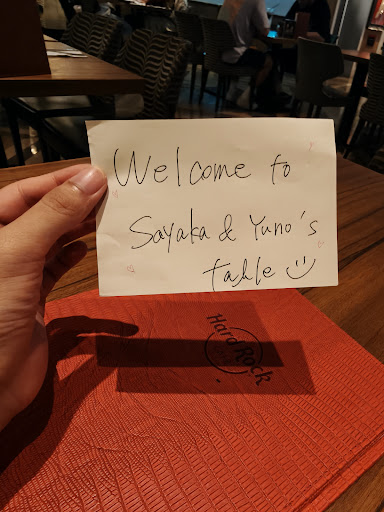 Welcome to
Sayaka & Yuno's
table
Hard Rock